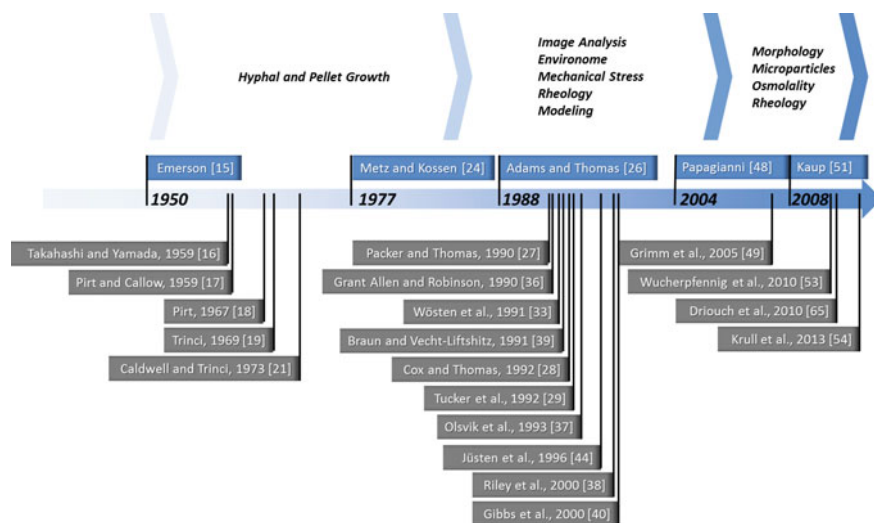 Hyphal and Pellet Growth
Image Analysis
Environome
Mechanical Stress
Rheology
Modeling
Morphology
Microparticles
Osmolality
Rheology
Emerson [15]
Metz and Kossen [24]
Adams and Thomas [26]
Papagianni [48]
Kaup [51]
1950
1977
1988
2004
2008
Takahashi and Yamada, 1959 [16]
Pirt and Callow, 1959 [17]
Pirt, 1967 [18]
Trinci, 1969 [19]
Caldwell and Trinci, 1973 [21]
Packer and Thomas, 1990 [27]
Grant Allen and Robinson, 1990 [36]
Wösten et al., 1991 [33]
Braun and Vecht-Liftshitz, 1991 [39]
Cox and Thomas, 1992 [28]
Tucker et al., 1992 [29]
Olsvik et al., 1993 [37]
Jüsten et al., 1996 [44]
Riley et al., 2000 [38]
Gibbs et al., 2000 [40]
Grimm et al., 2005 [49]
Wucherpfennig et al., 2010 [53]
Driouch et al., 2010 [65]
Krull et al., 2013 [54]